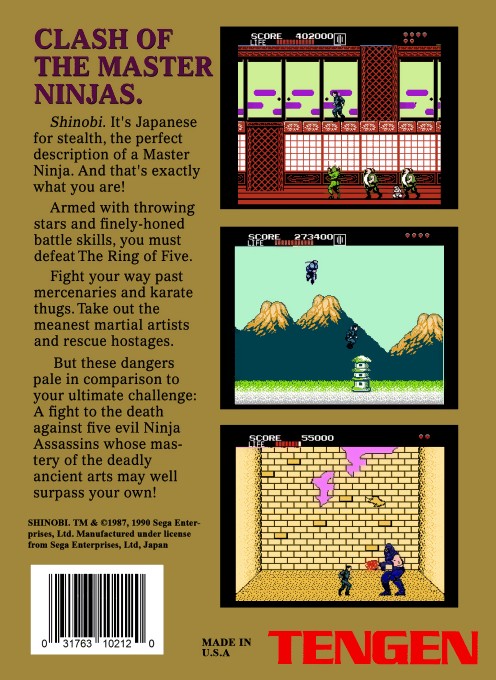 CLASH OF
THE MASTER
NINJAS.
Shinobi. It's Japanese
for stealth, the perfect
description of a Master
Ninja. And that's exactly
what you are!
Armed with throwing
stars and finely-honed
battle skills, you must
defeat The Ring of Five.
Fight your way past
mercenaries and karate
thugs. Take out the
meanest martial artists
and rescue hostages.
But these dangers
pale in comparison to
your ultimate challenge:
A fight to the death
against five evil Ninja
Assassins whose mas-
tery of the deadly
ancient arts may well
surpass your own!
SHINOBI. TM & ©1987, 1990 Sega Enter-
prises, Ltd. Manufactured under license
from Sega Enterprises, Ltd, Japan
0 31763 10212 0
SCORE 402000
LIFE
SCORE 273400
LIFE
SCORE 55000
LIFE
MADE IN
U.S.A
TENGEN